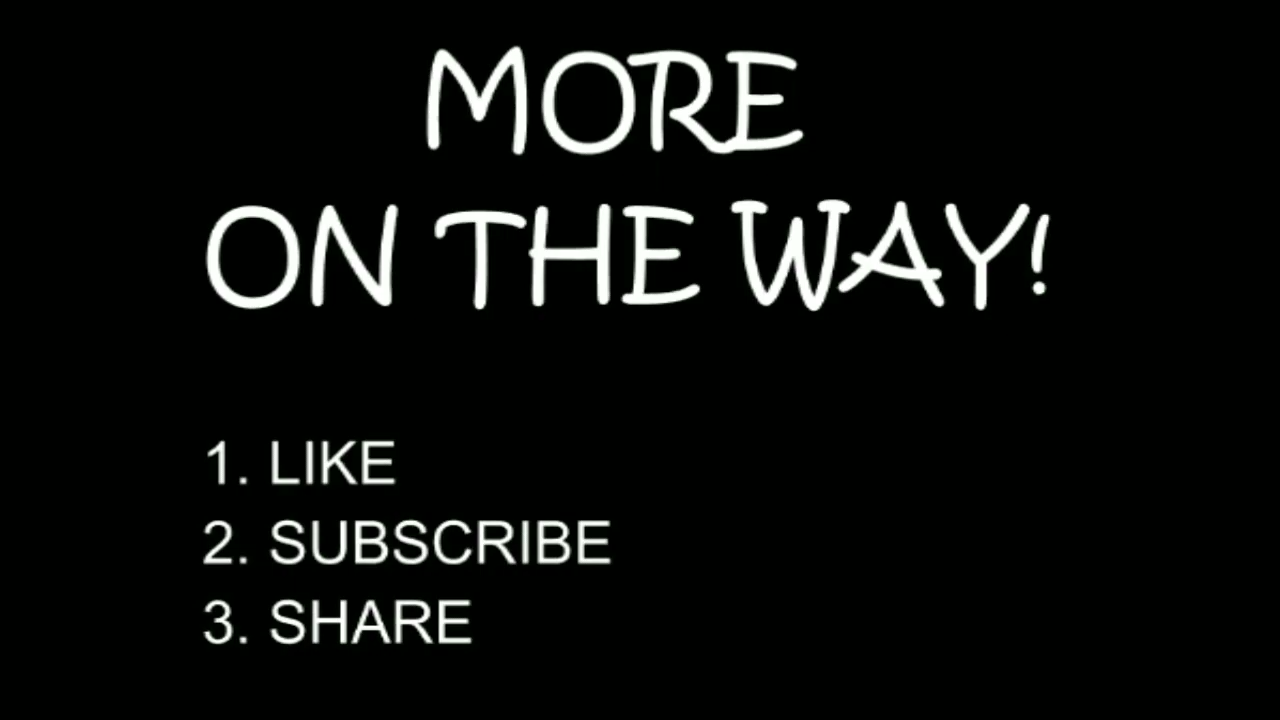 MORE
ON THE WAY!
1. LIKE
2. SUBSCRIBE
3. SHARE